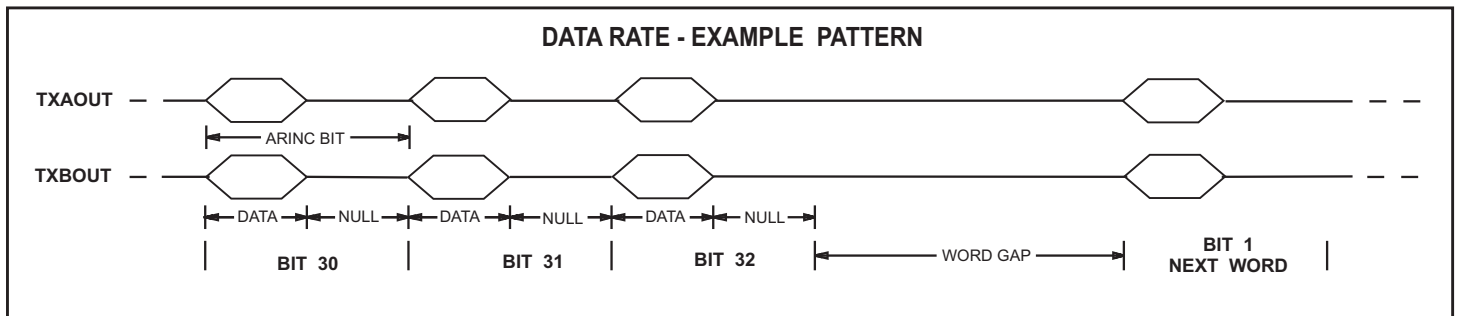 DATA RATE - EXAMPLE PATTERN
TXAOUT
ARINC BIT
TXBOUT
DATA NULL DATA NULL DATA NULL
BIT 30 BIT 31 BIT 32 WORD GAP BIT 1
NEXT WORD